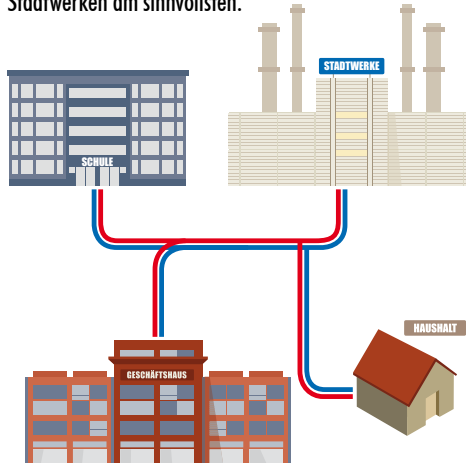 Stadtwerken am sinnvollsten.
STADTWERKE
SCHULE
HAUSHALT
GESCHÄFTSHAUS